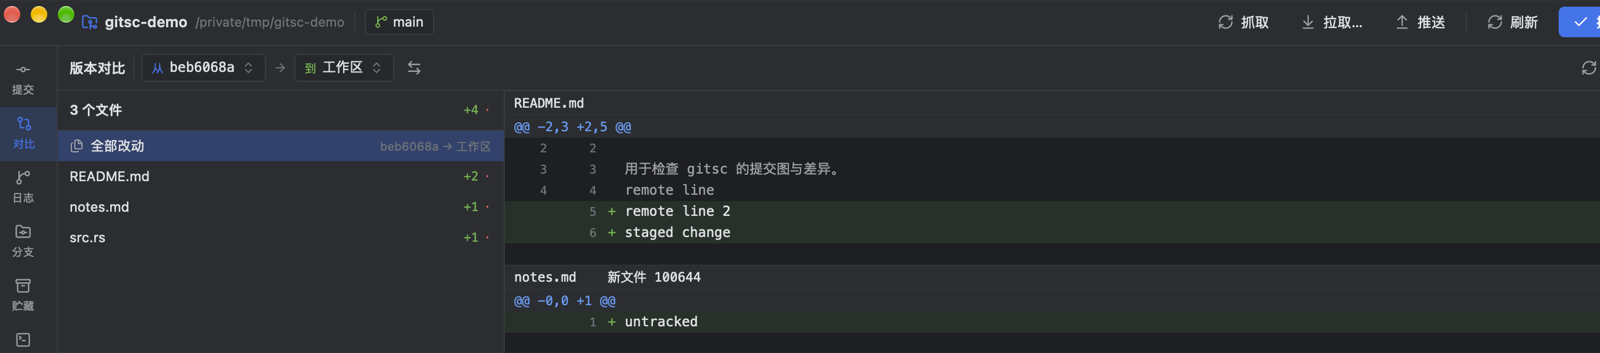 gitsc-demo /private/tmp/gitsc-demo main 抓取 拉取... 推送 刷新
版本对比 从 beb6068a → 到 工作区
提交
对比
日志
分支
贮藏
3 个文件 +4 ·
全部改动 beb6068a → 工作区
README.md +2 ·
notes.md +1 ·
src.rs +1 ·
README.md
@@ -2,3 +2,5 @@
2 2
3 3 用于检查 gitsc 的提交图与差异。
4 4 remote line
5 + remote line 2
6 + staged change
notes.md 新文件 100644
@@ -0,0 +1 @@
1 + untracked